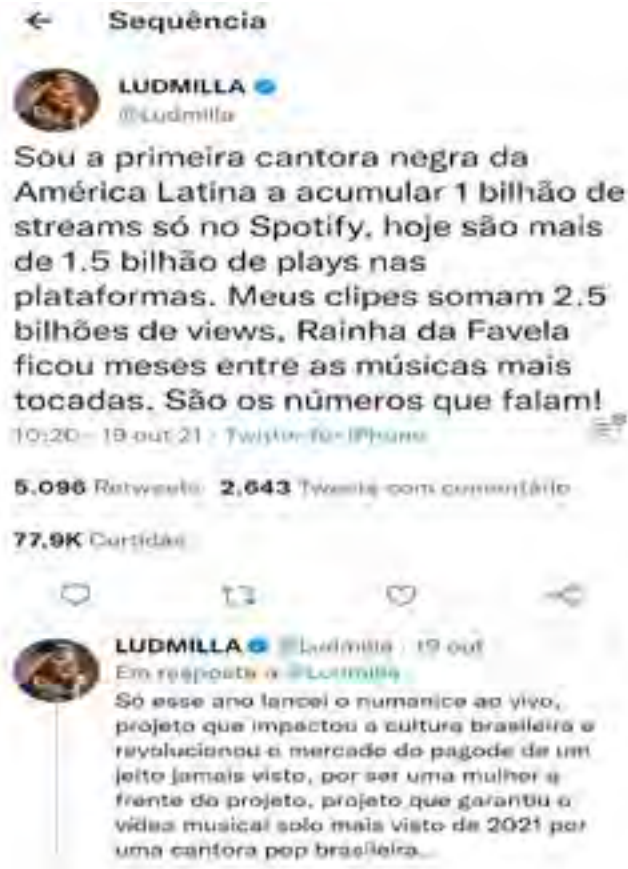 Sequência
LUDMILLA
@Ludmilla
Sou a primeira cantora negra da
América Latina a acumular 1 bilhão de
streams só no Spotify, hoje são mais
de 1.5 bilhão de plays nas
plataformas. Meus clipes somam 2.5
bilhões de views, Rainha da Favela
ficou meses entre as músicas mais
tocadas. São os números que falam!
10:20 · 19 out 21 · Twitter for iPhone
5.096 Retweets 2.643 Tweets com comentário
77,9K Curtidas
LUDMILLA @Ludmilla · 19 out
Em resposta a @Ludmilla
Só esse ano lancei o numanice ao vivo,
projeto que impactou a cultura brasileira e
revolucionou o mercado do pagode de um
jeito jamais visto, por ser uma mulher a
frente do projeto, projeto que garantiu o
vídeo musical solo mais visto de 2021 por
uma cantora pop brasileira...